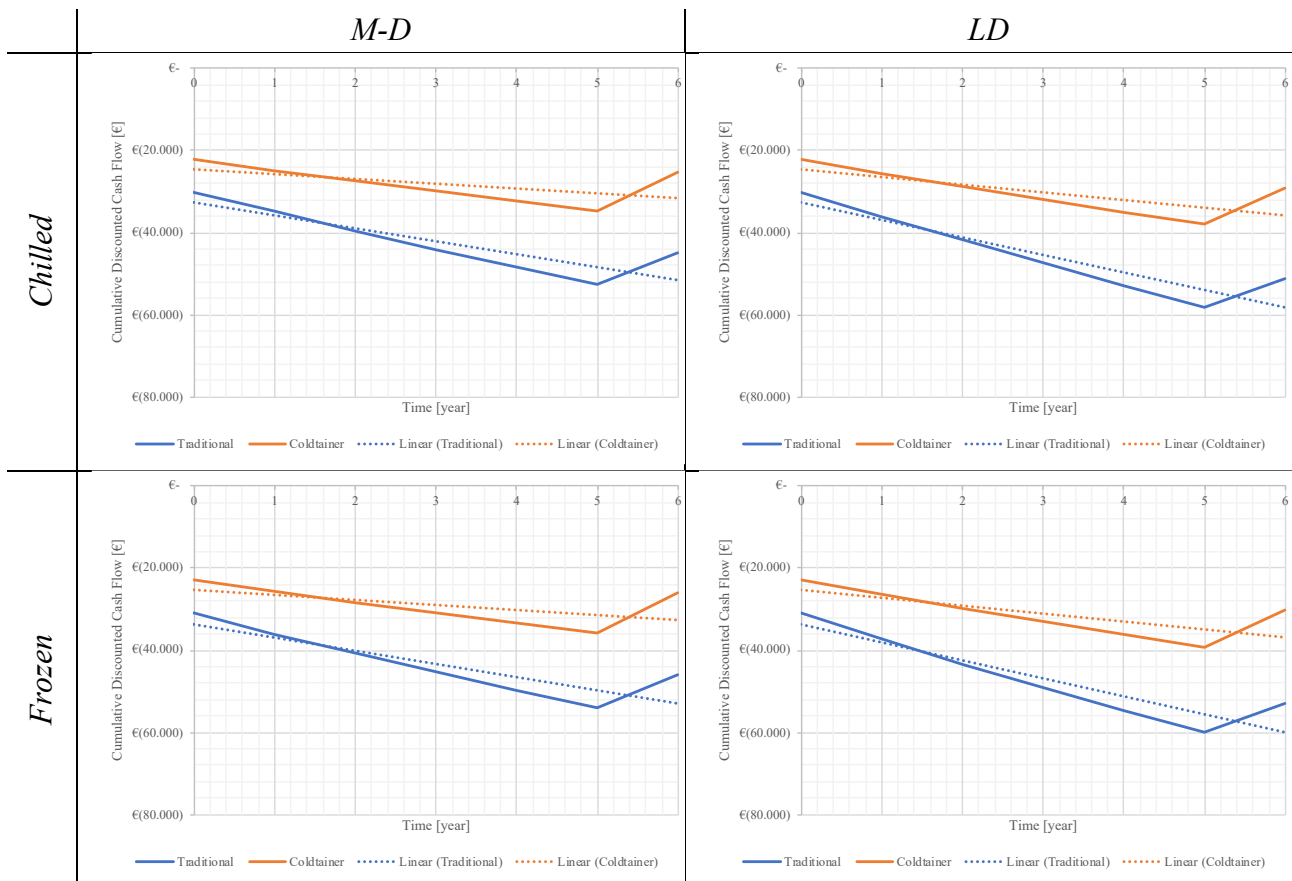 M-D
LD
Chilled
€-
0 1 2 3 4 5 6
€(20.000)
€(40.000)
€(60.000)
€(80.000)
Cumulative Discounted Cash Flow [€]
Time [year]
Traditional Coldtainer Linear (Traditional) Linear (Coldtainer)
€-
0 1 2 3 4 5 6
€(20.000)
€(40.000)
€(60.000)
€(80.000)
Cumulative Discounted Cash Flow [€]
Time [year]
Traditional Coldtainer Linear (Traditional) Linear (Coldtainer)
Frozen
€-
0 1 2 3 4 5 6
€(20.000)
€(40.000)
€(60.000)
€(80.000)
Cumulative Discounted Cash Flow [€]
Time [year]
Traditional Coldtainer Linear (Traditional) Linear (Coldtainer)
€-
0 1 2 3 4 5 6
€(20.000)
€(40.000)
€(60.000)
€(80.000)
Cumulative Discounted Cash Flow [€]
Time [year]
Traditional Coldtainer Linear (Traditional) Linear (Coldtainer)